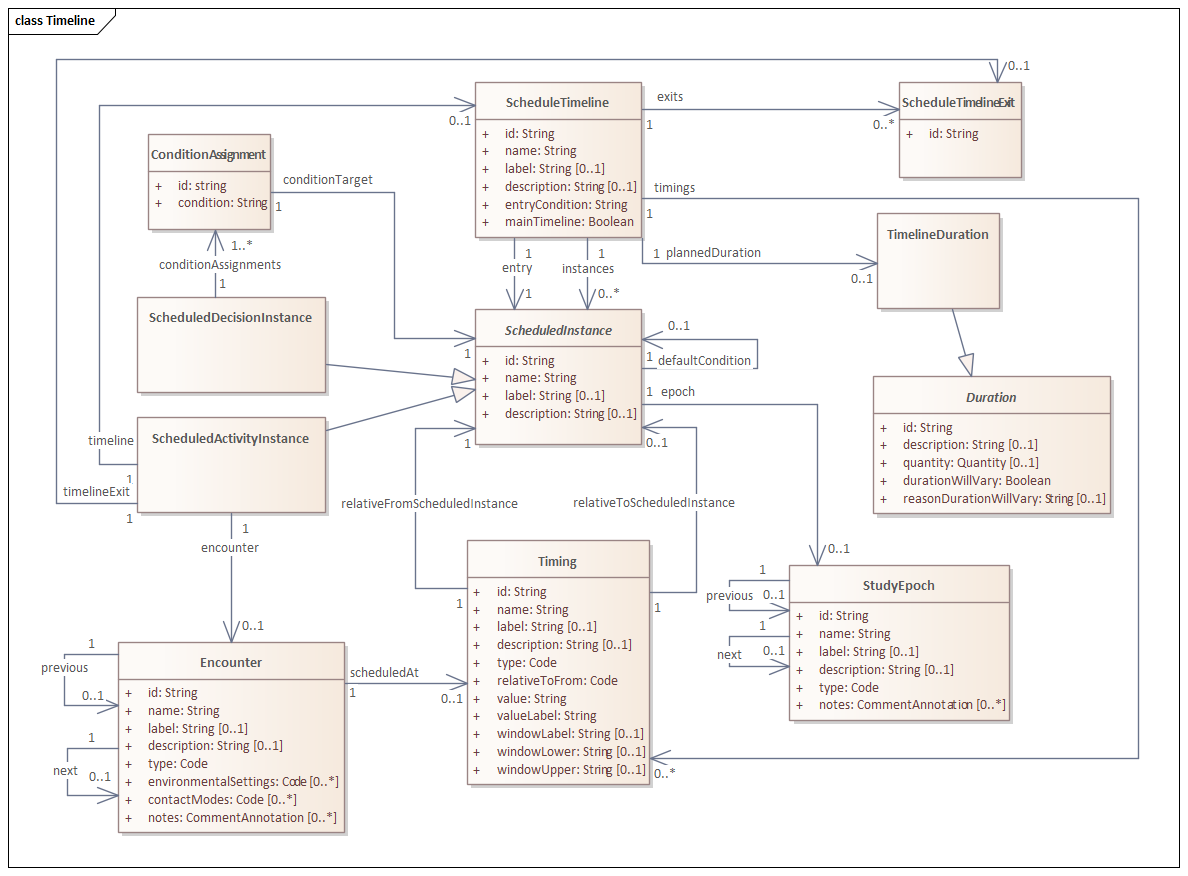 class Timeline
0..1
ScheduleTimeline
+ id: String
+ name: String
+ label: String [0..1]
+ description: String [0..1]
+ entryCondition: String
+ mainTimeline: Boolean
exits
1
0..*
ScheduleTimelineExit
+ id: String
0..1
ConditionAssignment
+ id: string
+ condition: String
conditionTarget
1
timings
1
TimelineDuration
1 plannedDuration
0..1
1
entry
1
1
instances
0..*
1..*
conditionAssignments
1
ScheduledDecisionInstance
ScheduledInstance
+ id: String
+ name: String
+ label: String [0..1]
+ description: String [0..1]
1
0..1
1
defaultCondition
1 epoch
Duration
+ id: String
+ description: String [0..1]
+ quantity: Quantity [0..1]
+ durationWillVary: Boolean
+ reasonDurationWillVary: String [0..1]
ScheduledActivityInstance
timeline
1
timelineExit
1
1
encounter
0..1
1
relativeFromScheduledInstance
1
0..1
relativeToScheduledInstance
1
0..1
Timing
+ id: String
+ name: String
+ label: String [0..1]
+ description: String [0..1]
+ type: Code
+ relativeToFrom: Code
+ value: String
+ valueLabel: String
+ windowLabel: String [0..1]
+ windowLower: String [0..1]
+ windowUpper: String [0..1]
0..*
StudyEpoch
+ id: String
+ name: String
+ label: String [0..1]
+ description: String [0..1]
+ type: Code
+ notes: CommentAnnotation [0..*]
1
previous 0..1
1
next 0..1
Encounter
+ id: String
+ name: String
+ label: String [0..1]
+ description: String [0..1]
+ type: Code
+ environmentalSettings: Code [0..*]
+ contactModes: Code [0..*]
+ notes: CommentAnnotation [0..*]
1
previous
0..1
1
next
0..1
scheduledAt
1
0..1